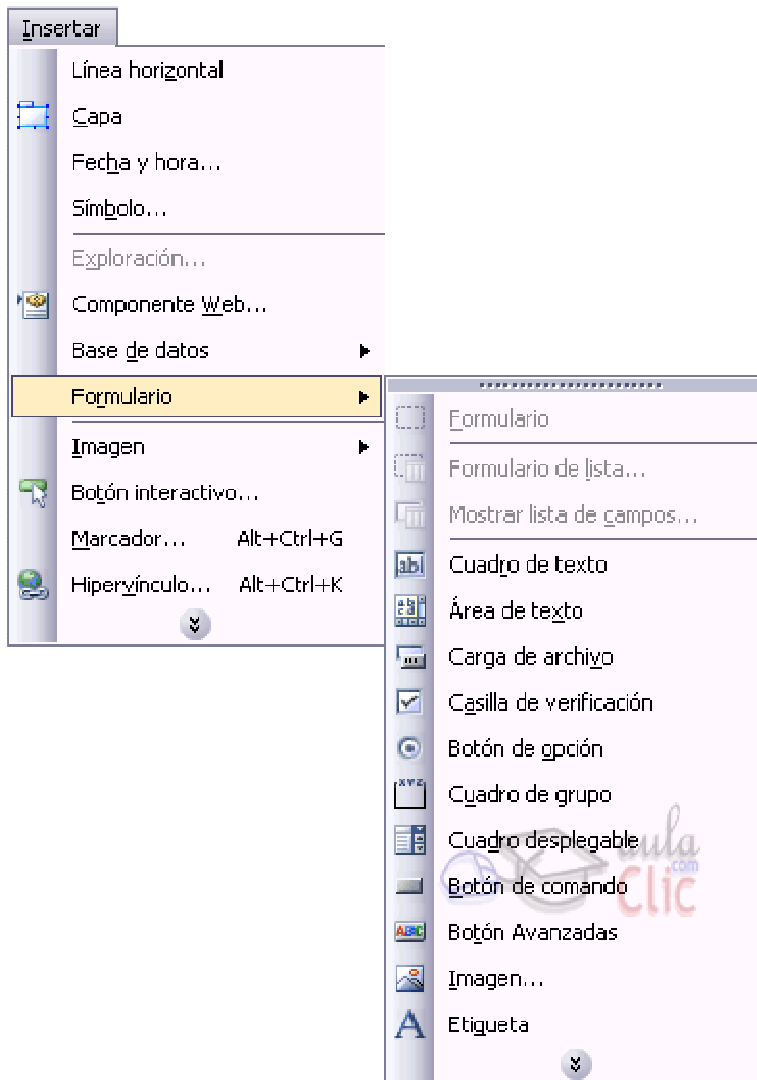 Insertar
Línea horizontal
Capa
Fecha y hora...
Símbolo...
Exploración...
Componente Web...
Base de datos
Formulario
Imagen
Botón interactivo...
Marcador... Alt+Ctrl+G
Hipervínculo... Alt+Ctrl+K
Formulario
Formulario de lista...
Mostrar lista de campos...
Cuadro de texto
Área de texto
Carga de archivo
Casilla de verificación
Botón de opción
Cuadro de grupo
Cuadro desplegable
Botón de comando
Botón Avanzadas
Imagen...
Etiqueta
aula
.com
Clic